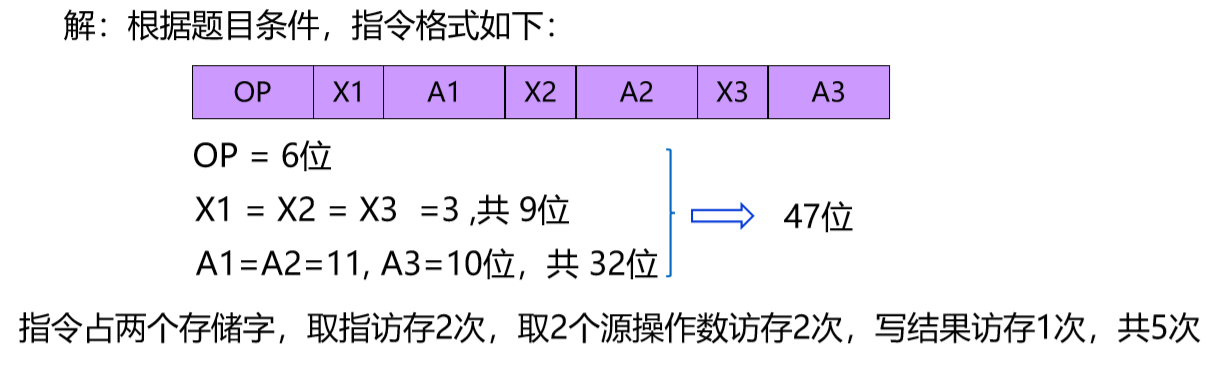 解：根据题目条件，指令格式如下：
OP X1 A1 X2 A2 X3 A3
OP = 6位
X1 = X2 = X3 =3 ,共 9位
47位
A1=A2=11, A3=10位，共 32位
指令占两个存储字，取指访存2次，取2个源操作数访存2次，写结果访存1次，共5次